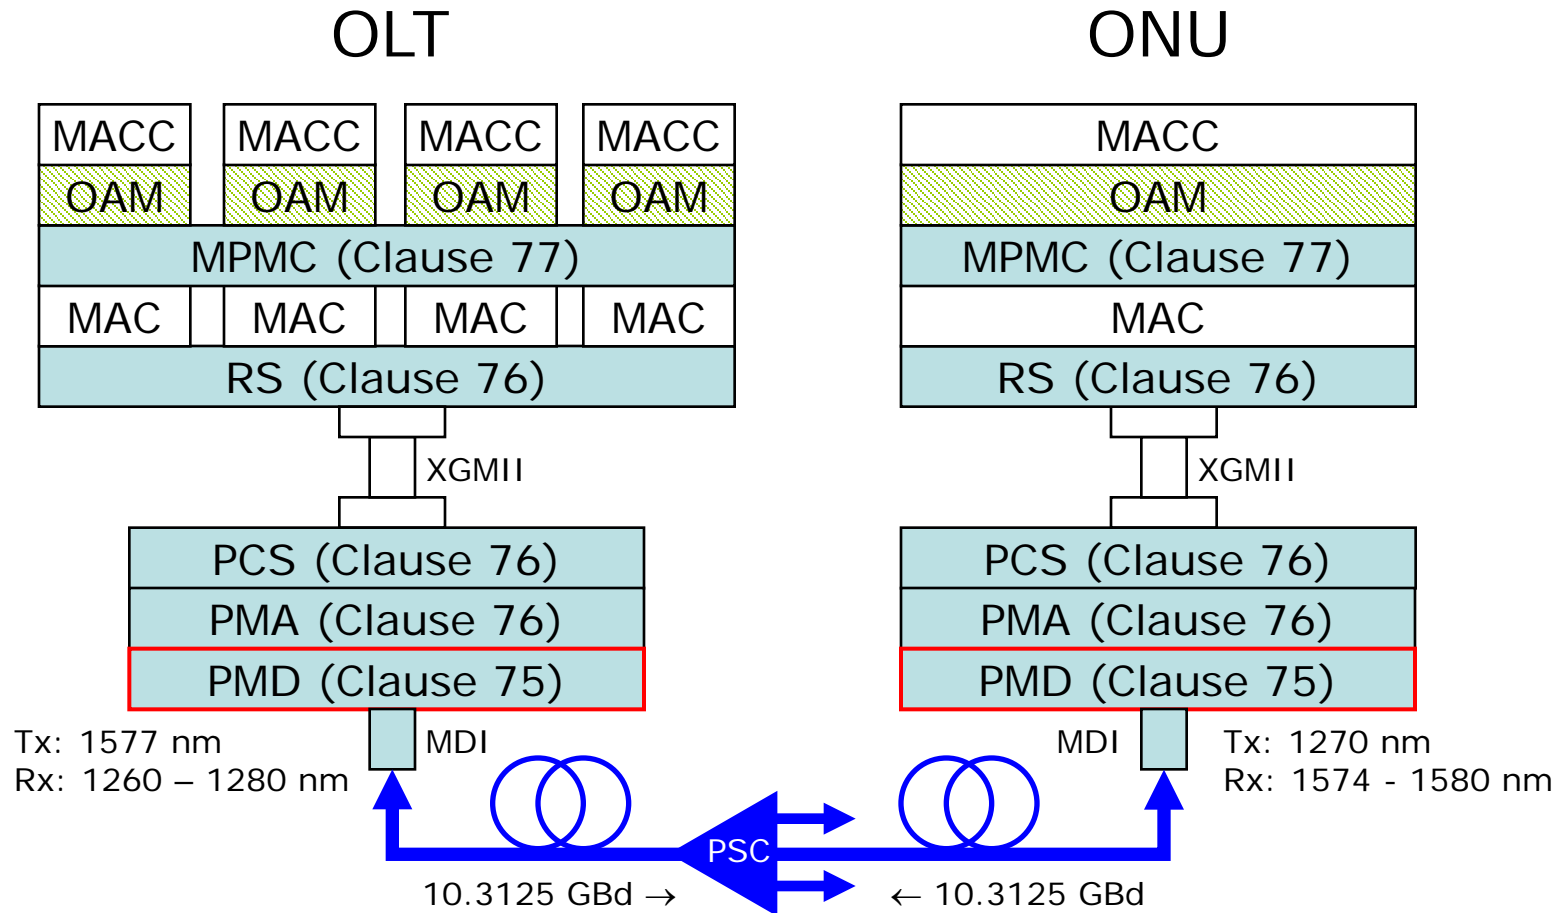 OLT
ONU
MACC MACC MACC MACC
MACC
OAM OAM OAM OAM
OAM
MPMC (Clause 77)
MPMC (Clause 77)
MAC MAC MAC MAC
MAC
RS (Clause 76)
RS (Clause 76)
XGMII
XGMII
PCS (Clause 76)
PCS (Clause 76)
PMA (Clause 76)
PMA (Clause 76)
PMD (Clause 75)
PMD (Clause 75)
Tx: 1577 nm
Rx: 1260 – 1280 nm
MDI
MDI
Tx: 1270 nm
Rx: 1574 - 1580 nm
PSC
10.3125 GBd →
← 10.3125 GBd